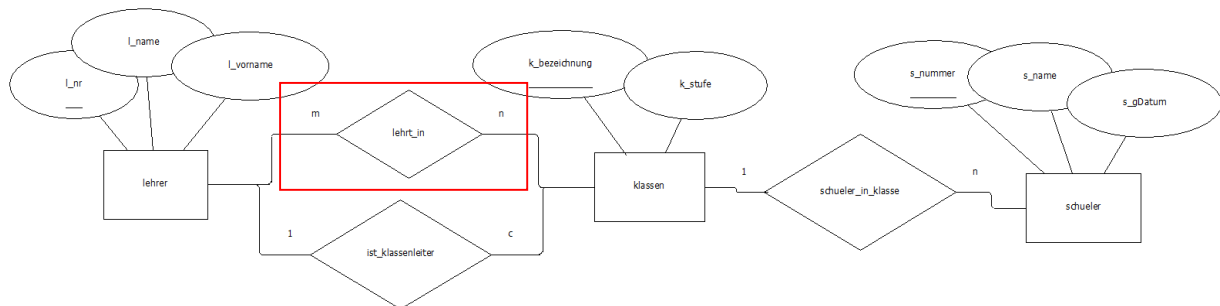 l_nr
l_name
l_vorname
k_bezeichnung
k_stufe
s_nummer
s_name
s_gDatum
m
lehrt_in
n
lehrer
klassen
1
schueler_in_klasse
n
schueler
1
ist_klassenleiter
c